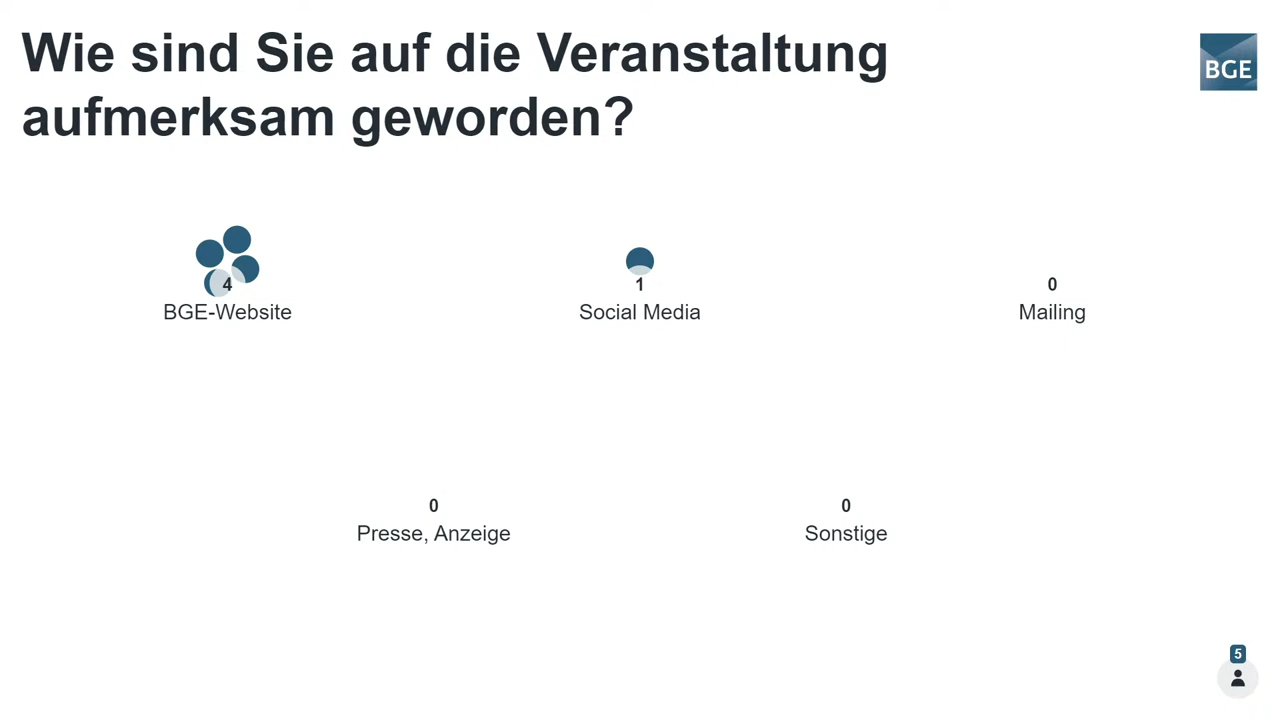 Wie sind Sie auf die Veranstaltung
aufmerksam geworden?
BGE
4
BGE-Website
1
Social Media
0
Mailing
0
Presse, Anzeige
0
Sonstige
5